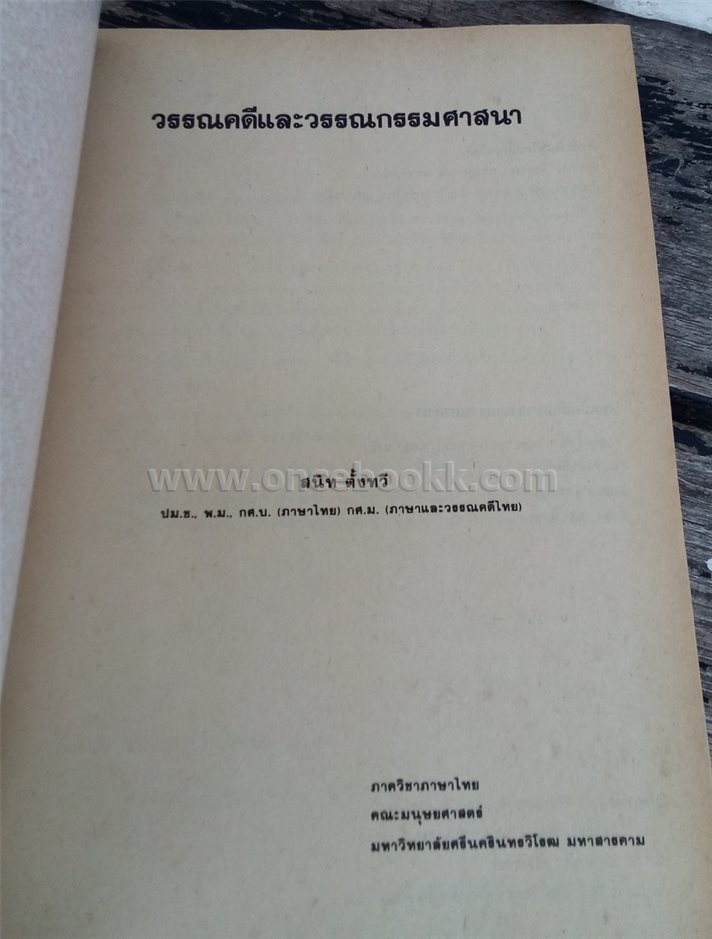 วรรณคดีและวรรณกรรมศาสนา
www.oncebookk.com
สนิท ตั้งทวี
ปม.ช., พ.ม., กศ.บ. (ภาษาไทย) กศ.ม. (ภาษาและวรรณคดีไทย)
ภาควิชาภาษาไทย
คณะมนุษยศาสตร์
มหาวิทยาลัยศรีนครินทรวิโรฒ มหาสารคาม